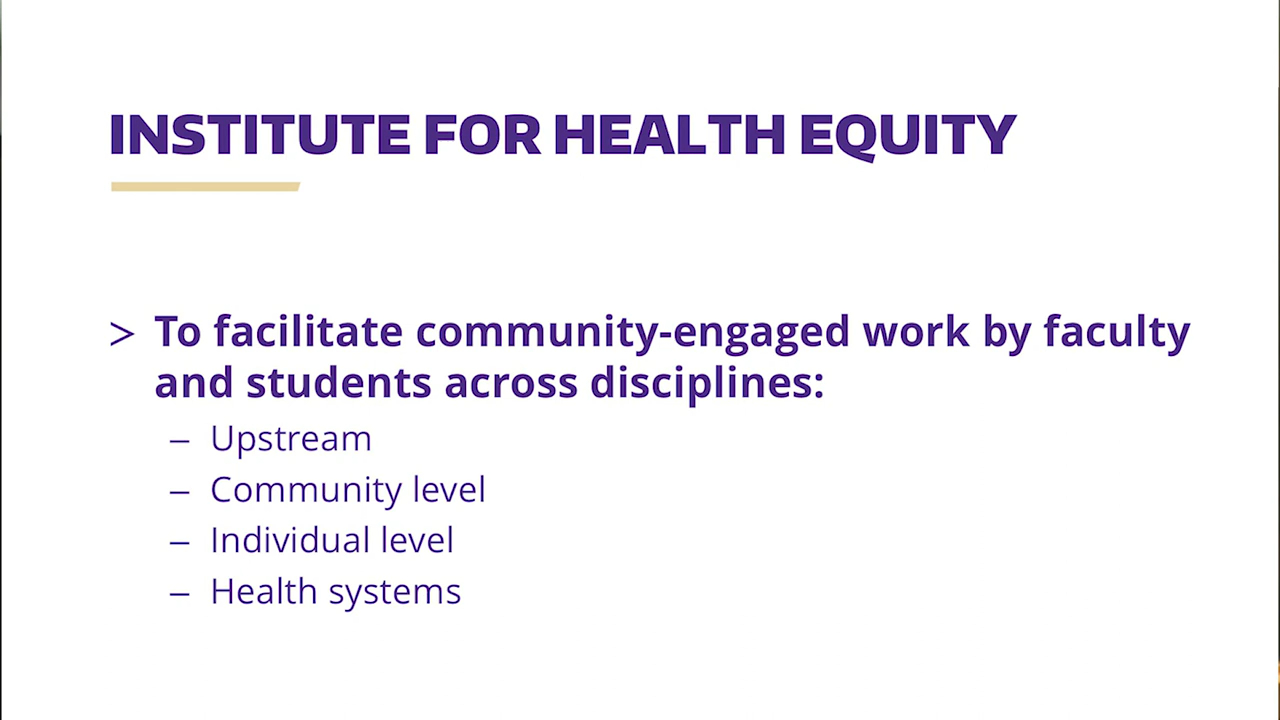 INSTITUTE FOR HEALTH EQUITY
> To facilitate community-engaged work by faculty
and students across disciplines:
– Upstream
– Community level
– Individual level
– Health systems